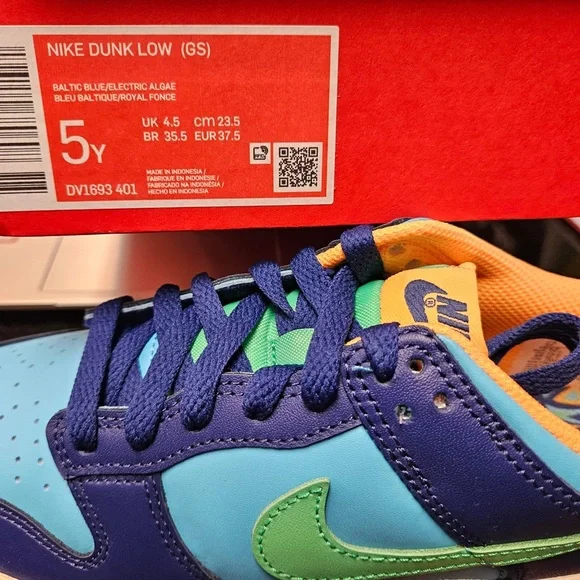 NIKE DUNK LOW (GS)
BALTIC BLUE/ELECTRIC ALGAE
BLEU BALTIQUE/ROYAL FONCE
5Y
UK 4.5 CM 23.5
BR 35.5 EUR 37.5
MADE IN INDONESIA
FABRIQUE EN INDONESIE
FABRICADO NA INDONÉSIA
HECHO EN INDONESIA
DV1693 401
NIKE